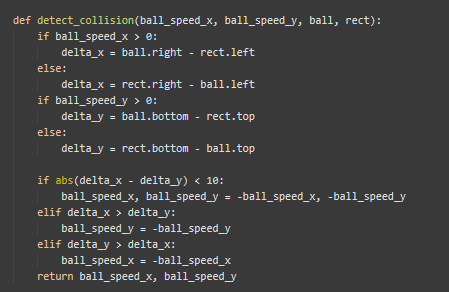 def detect_collision(ball_speed_x, ball_speed_y, ball, rect):
    if ball_speed_x > 0:
        delta_x = ball.right - rect.left
    else:
        delta_x = rect.right - ball.left
    if ball_speed_y > 0:
        delta_y = ball.bottom - rect.top
    else:
        delta_y = rect.bottom - ball.top

    if abs(delta_x - delta_y) < 10:
        ball_speed_x, ball_speed_y = -ball_speed_x, -ball_speed_y
    elif delta_x > delta_y:
        ball_speed_y = -ball_speed_y
    elif delta_y > delta_x:
        ball_speed_x = -ball_speed_x
    return ball_speed_x, ball_speed_y